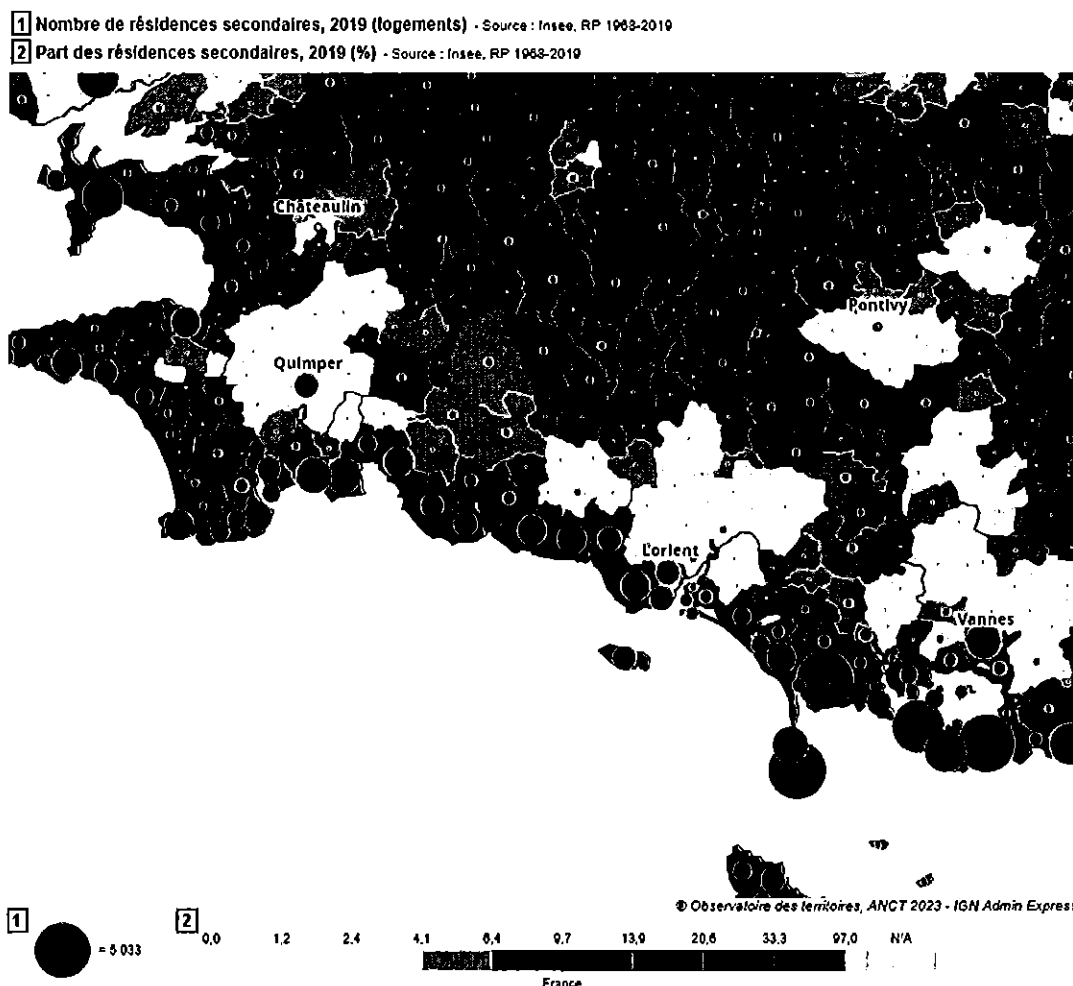 1 Nombre de résidences secondaires, 2019 (logements) - Source : Insee, RP 1968-2019
2 Part des résidences secondaires, 2019 (%) - Source : Insee, RP 1968-2019
Châteaulin
Pontivy
Quimper
Lorient
Vannes
© Observatoire des territoires, ANCT 2023 - IGN Admin Express
1 2
0,0 1,2 2,4 4,1 6,4 9,7 13,9 20,6 33,3 97,0 N/A
= 5 033
France